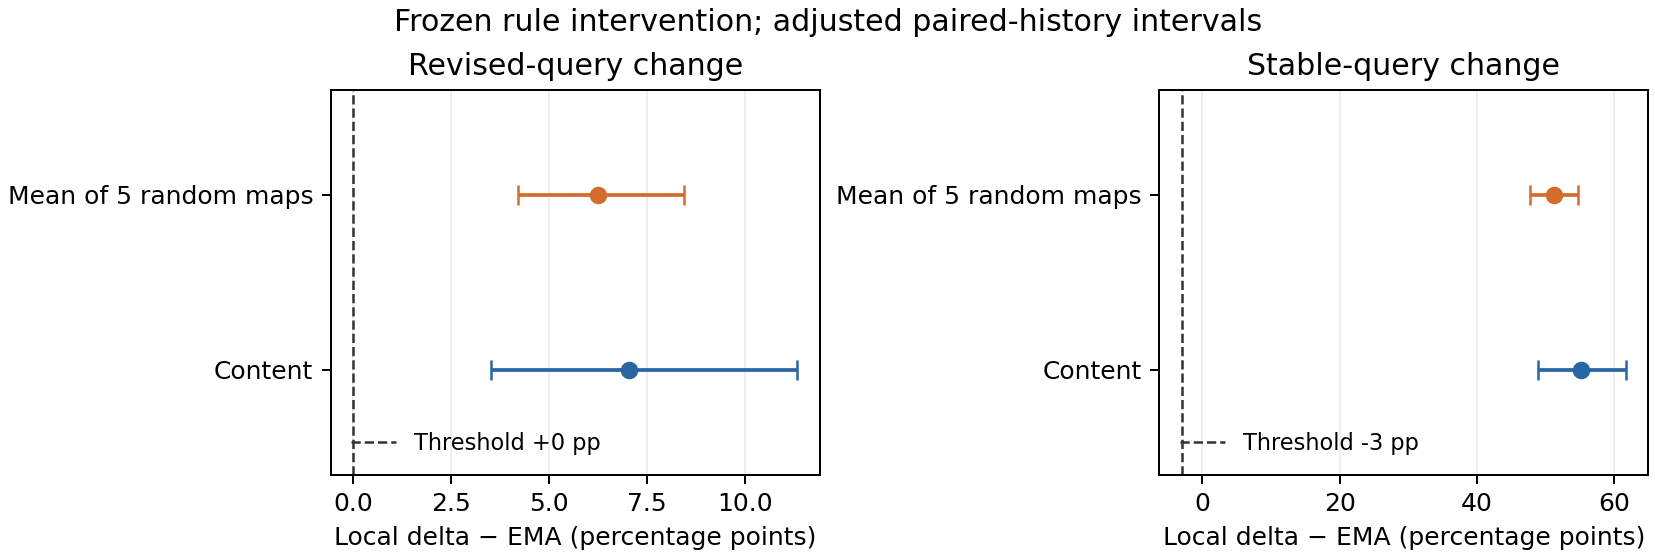 Frozen rule intervention; adjusted paired-history intervals
Revised-query change
Mean of 5 random maps
Content
Threshold +0 pp
0.0 2.5 5.0 7.5 10.0
Local delta − EMA (percentage points)
Stable-query change
Mean of 5 random maps
Content
Threshold -3 pp
0 20 40 60
Local delta − EMA (percentage points)